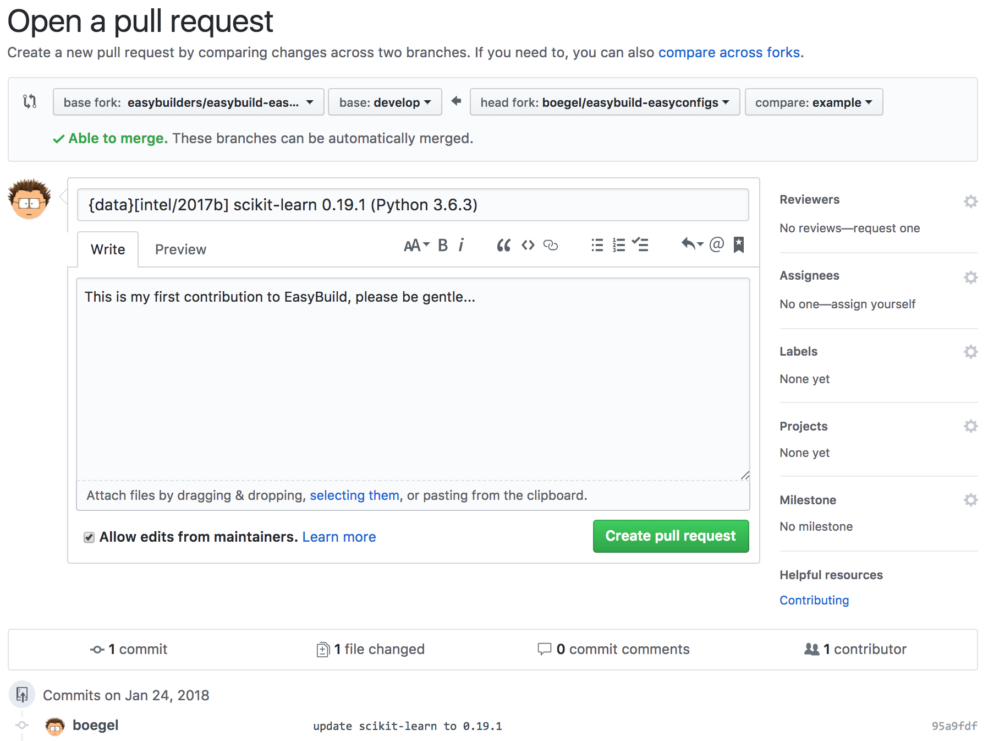 Open a pull request
Create a new pull request by comparing changes across two branches. If you need to, you can also compare across forks.
base fork: easybuilders/easybuild-eas... base: develop head fork: boegel/easybuild-easyconfigs compare: example
Able to merge. These branches can be automatically merged.
{data}[intel/2017b] scikit-learn 0.19.1 (Python 3.6.3)
Write Preview AA B i
This is my first contribution to EasyBuild, please be gentle...
Attach files by dragging & dropping, selecting them, or pasting from the clipboard.
Allow edits from maintainers. Learn more Create pull request
Reviewers
No reviews—request one
Assignees
No one—assign yourself
Labels
None yet
Projects
None yet
Milestone
No milestone
Helpful resources
Contributing
1 commit 1 file changed 0 commit comments 1 contributor
Commits on Jan 24, 2018
boegel update scikit-learn to 0.19.1 95a9fdf